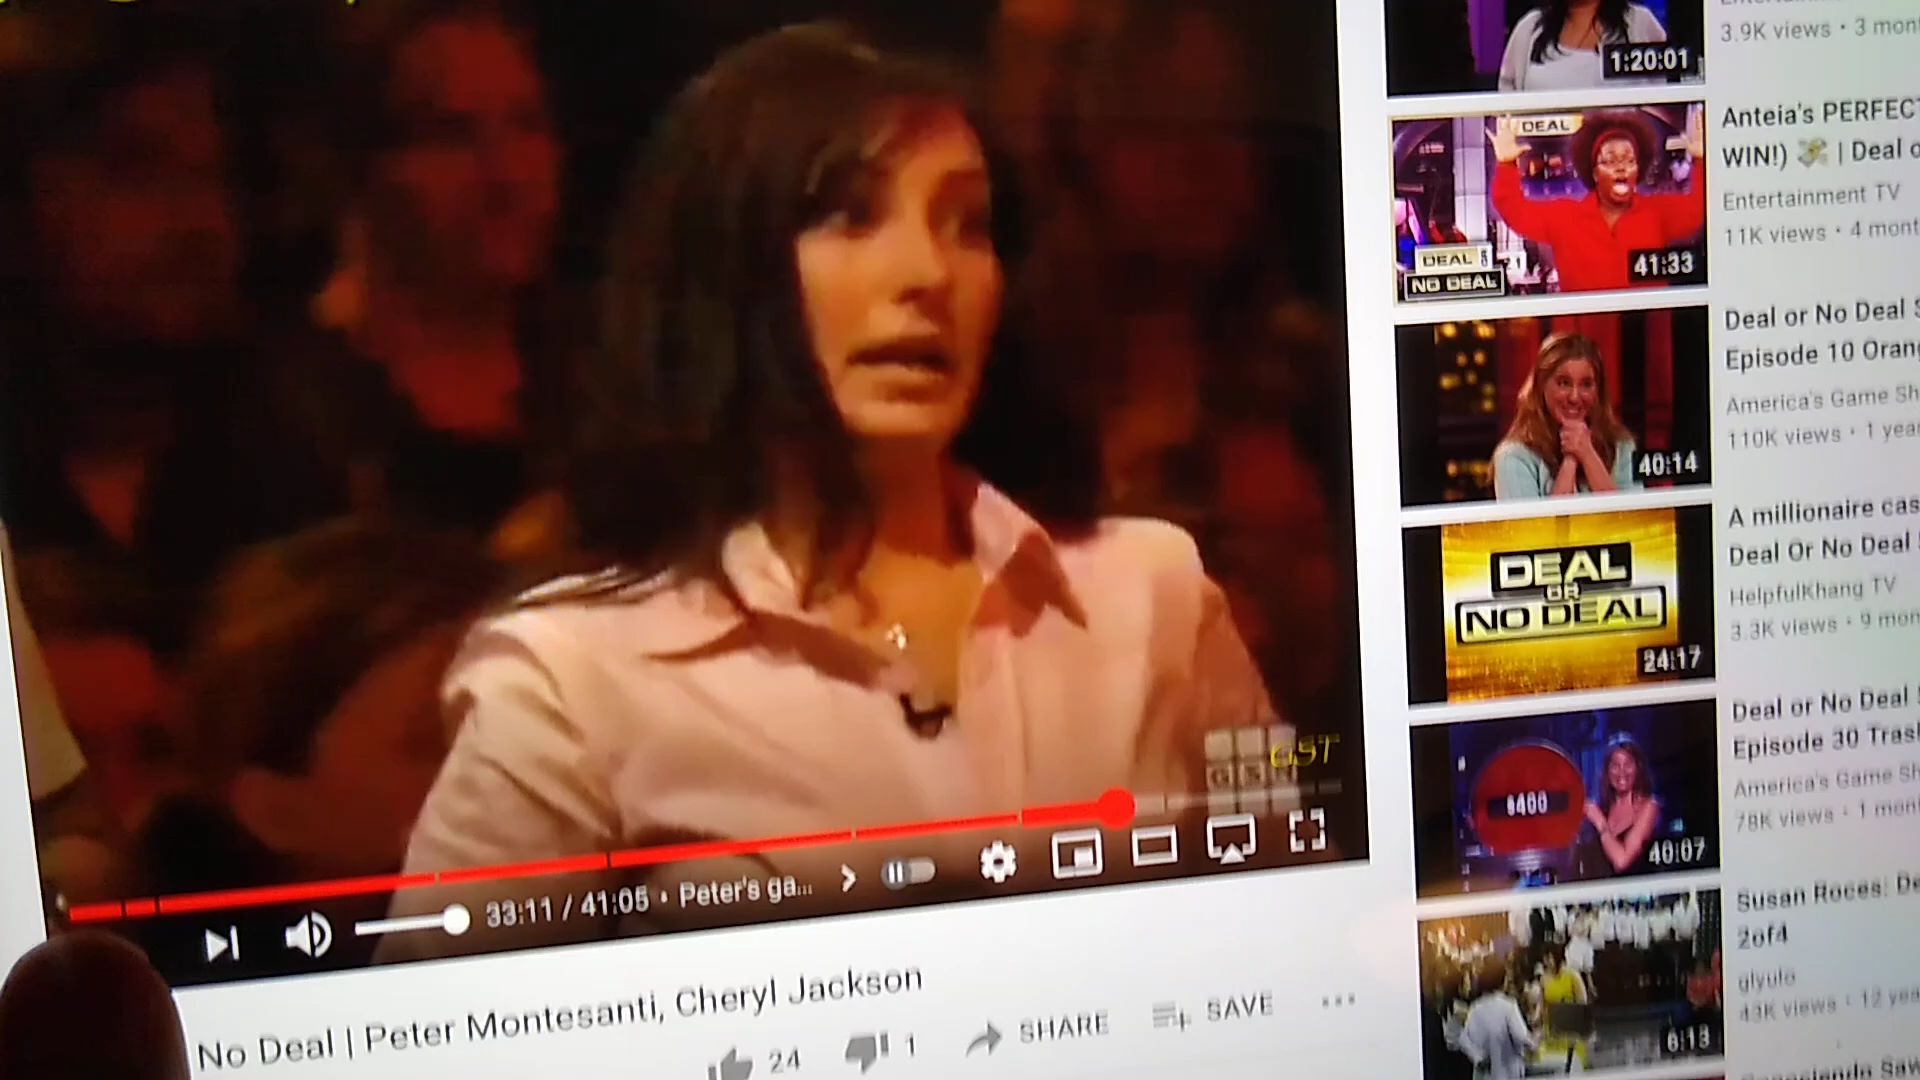 GSN
GST
33:11 / 41:05 • Peter's ga...
No Deal | Peter Montesanti, Cheryl Jackson
24
1
SHARE
SAVE
3.9K views • 3 mon
1:20:01
DEAL
DEAL
NO DEAL
41:33
Anteia's PERFECT
WIN!) 💸 | Deal o
Entertainment TV
11K views • 4 mont
40:14
Deal or No Deal S
Episode 10 Oran
America's Game Sh
110K views • 1 yea
DEAL
OR
NO DEAL
24:17
A millionaire cas
Deal Or No Deal
HelpfulKhang TV
3.3K views • 9 mon
$400
40:07
Deal or No Deal
Episode 30 Tras
America's Game Sh
78K views • 1 mon
6:13
Susan Roces: De
2of4
glyulo
43K views • 12 yea